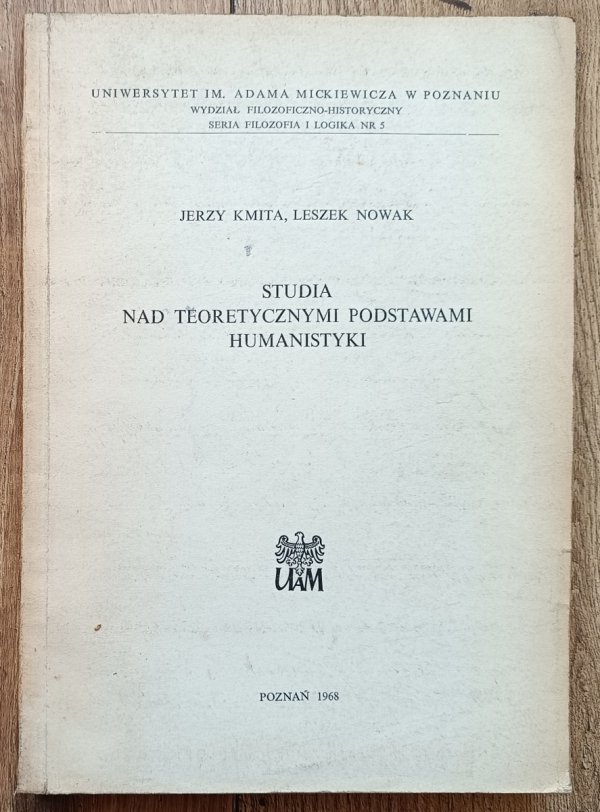 UNIWERSYTET IM. ADAMA MICKIEWICZA W POZNANIU
WYDZIAŁ FILOZOFICZNO-HISTORYCZNY
SERIA FILOZOFIA I LOGIKA NR 5
JERZY KMITA, LESZEK NOWAK
STUDIA
NAD TEORETYCZNYMI PODSTAWAMI
HUMANISTYKI
UAM
POZNAŃ 1968